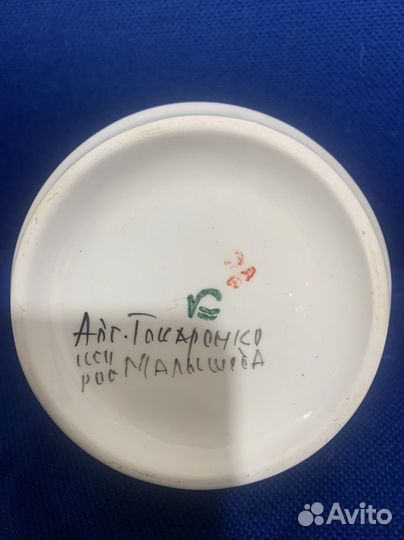 Авт. Токаренко
исп
рос Малышева
Avito